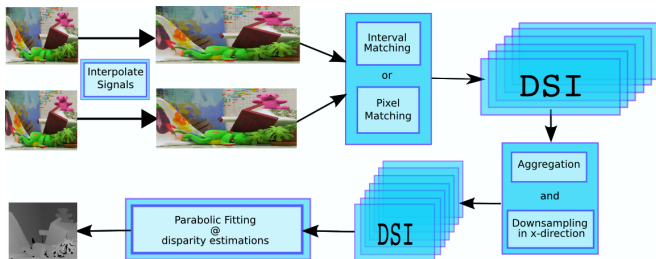 Interpolate
Signals
Interval
Matching
or
Pixel
Matching
DSI
Aggregation
and
Downsampling
in x-direction
DSI
Parabolic Fitting
@
disparity estimations